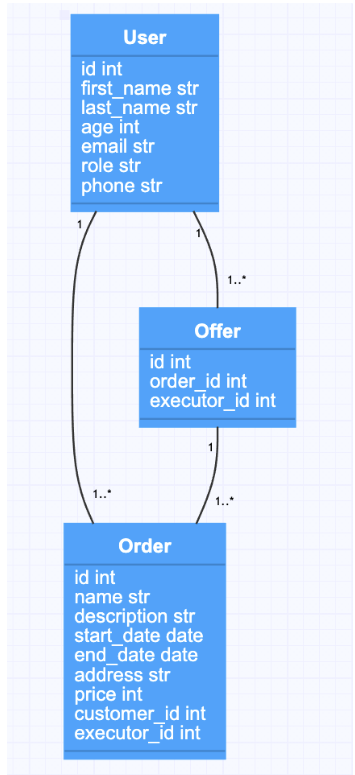 User
id int
first_name str
last_name str
age int
email str
role str
phone str
1
1
1..*
Offer
id int
order_id int
executor_id int
1
1..*
1..*
Order
id int
name str
description str
start_date date
end_date date
address str
price int
customer_id int
executor_id int